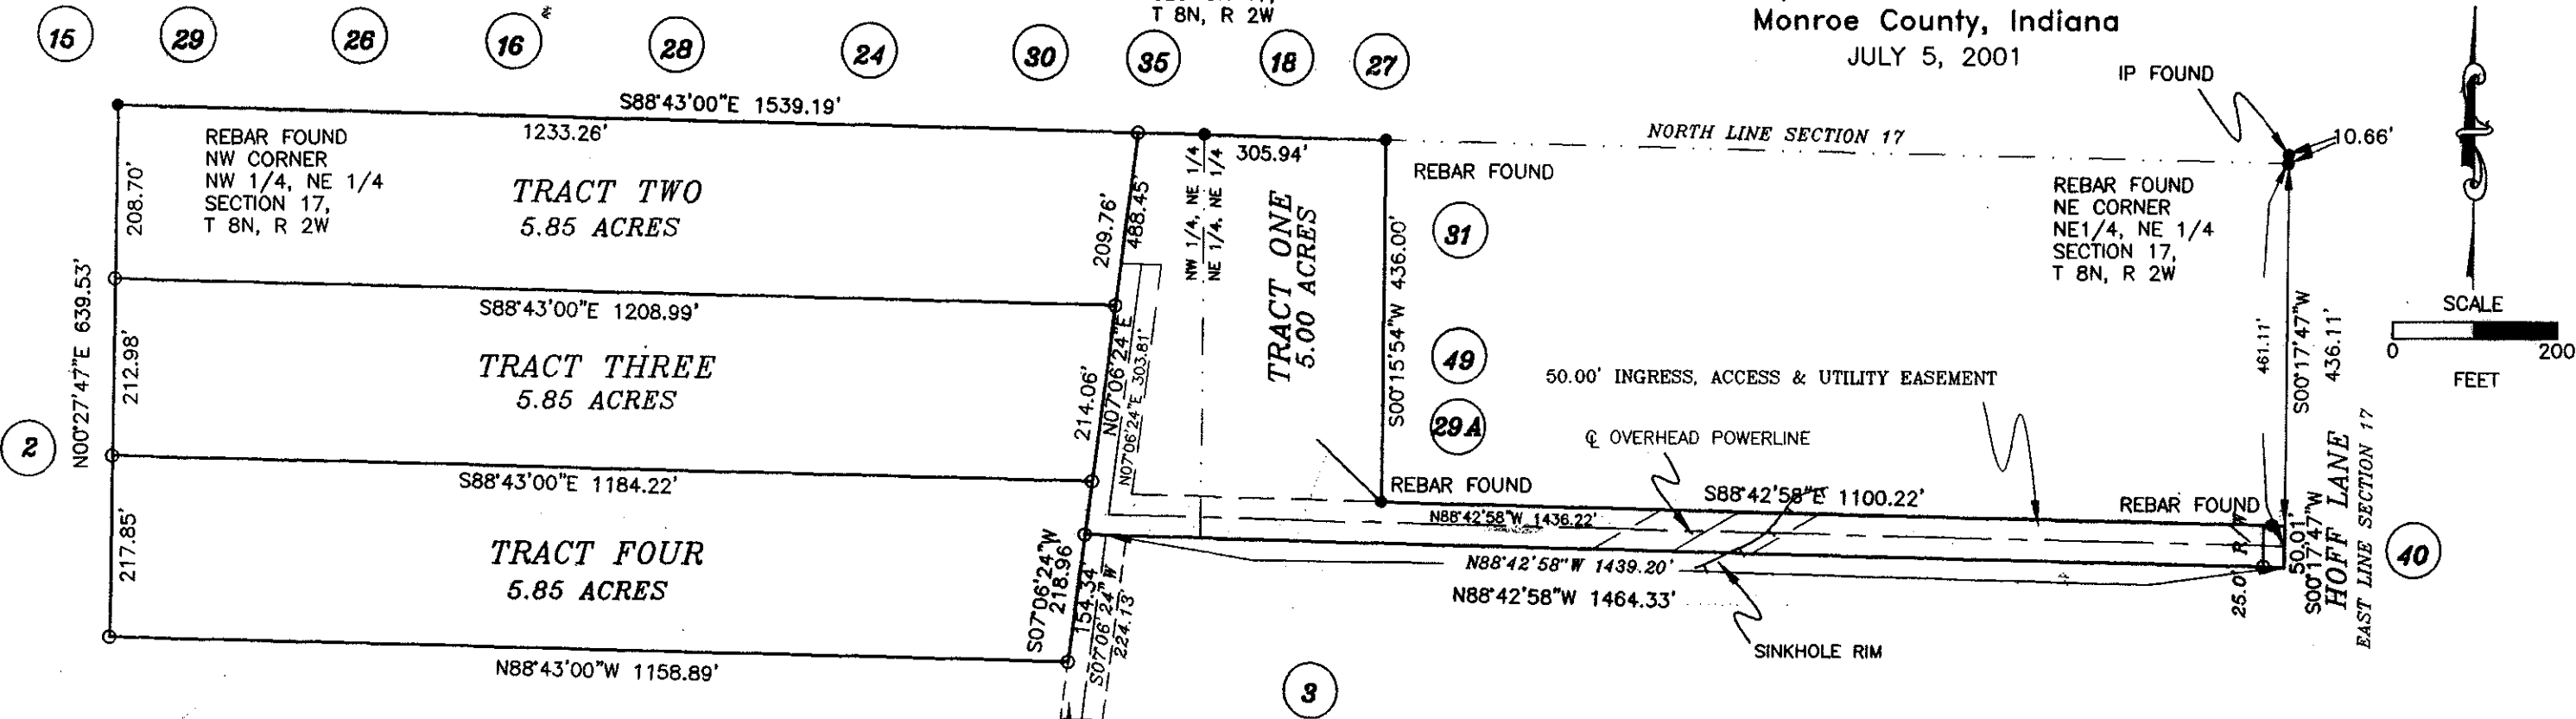 T 8N, R 2W
Monroe County, Indiana
JULY 5, 2001
15
29
26
16
28
24
30
35
18
27
IP FOUND
10.66'
S88°43'00"E 1539.19'
1233.26'
305.94'
NORTH LINE SECTION 17
REBAR FOUND
NW CORNER
NW 1/4, NE 1/4
SECTION 17,
T 8N, R 2W
TRACT TWO
5.85 ACRES
208.70'
209.76'
488.45'
NW 1/4, NE 1/4
NE 1/4, NE 1/4
TRACT ONE
5.00 ACRES
REBAR FOUND
S00°15'54"W 436.00'
31
49
29A
REBAR FOUND
NE CORNER
NE1/4, NE 1/4
SECTION 17,
T 8N, R 2W
461.11'
S00°17'47"W
436.11'
SCALE
0
200
FEET
N00°27'47"E 639.53'
S88°43'00"E 1208.99'
TRACT THREE
5.85 ACRES
212.98'
214.06'
N07°06'24"E
N07°06'24"E 303.81'
50.00' INGRESS, ACCESS & UTILITY EASEMENT
℄ OVERHEAD POWERLINE
2
S88°43'00"E 1184.22'
REBAR FOUND
S88°42'58"E 1100.22'
REBAR FOUND
N88°42'58"W 1436.22'
TRACT FOUR
5.85 ACRES
217.85'
S07°06'24"W
218.96'
154.34'
S07°06'24"W
224.13'
N88°42'58"W 1439.20'
N88°42'58"W 1464.33'
25.0' R/W
50.01'
S00°17'47"W
HOFF LANE
EAST LINE SECTION 17
40
SINKHOLE RIM
N88°43'00"W 1158.89'
3